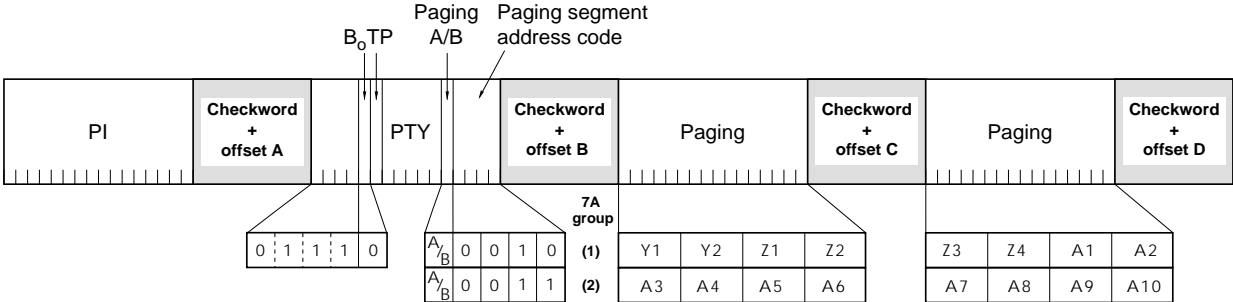 Paging Paging segment
BoTP A/B address code
PI
Checkword
+
offset A
PTY
Checkword
+
offset B
Paging
Checkword
+
offset C
Paging
Checkword
+
offset D
7A
group
0 1 1 1 0 A/B 0 0 1 0 (1) Y1 Y2 Z1 Z2 Z3 Z4 A1 A2
A/B 0 0 1 1 (2) A3 A4 A5 A6 A7 A8 A9 A10